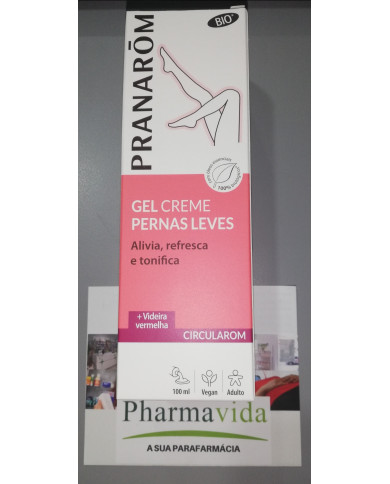 BIO
PRANARŌM
100%
GEL CREME
PERNAS LEVES
Alivia, refresca
e tonifica
+ Videira
vermelha
CIRCULAROM
100 ml
Vegan
Adulto
Pharmavida
A SUA PARAFARMÁCIA